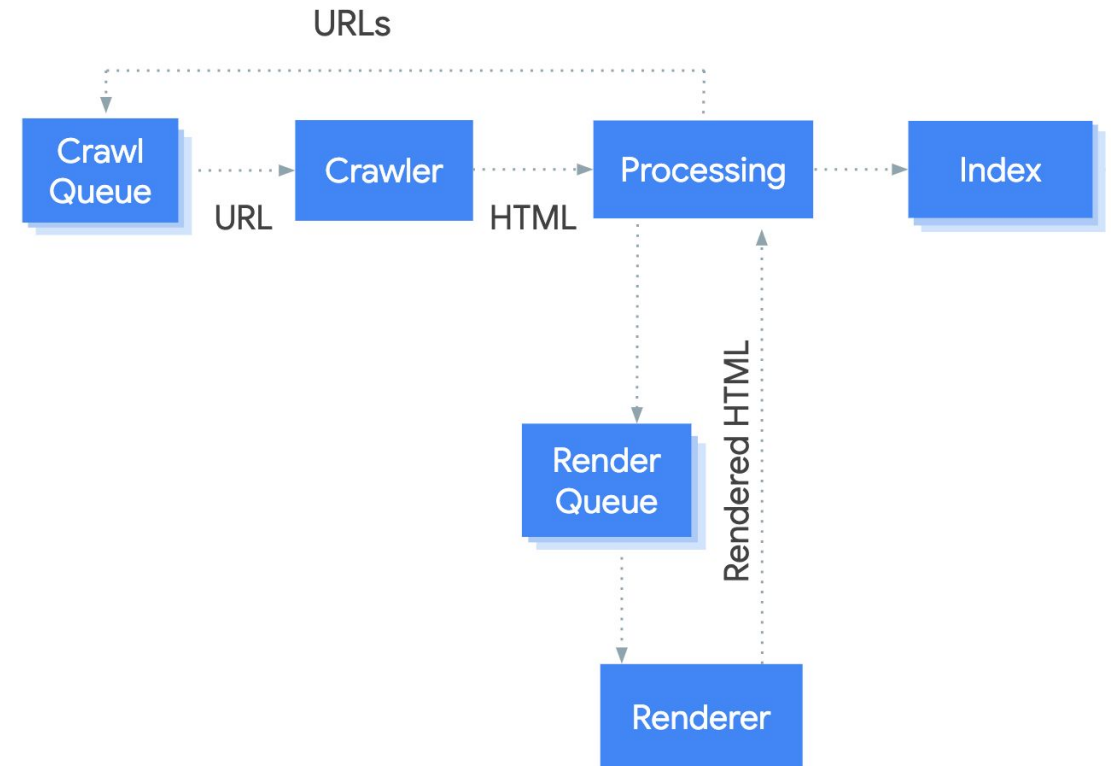 URLs
Crawl
Queue
Crawler
Processing
Index
URL
HTML
Render
Queue
Rendered HTML
Renderer